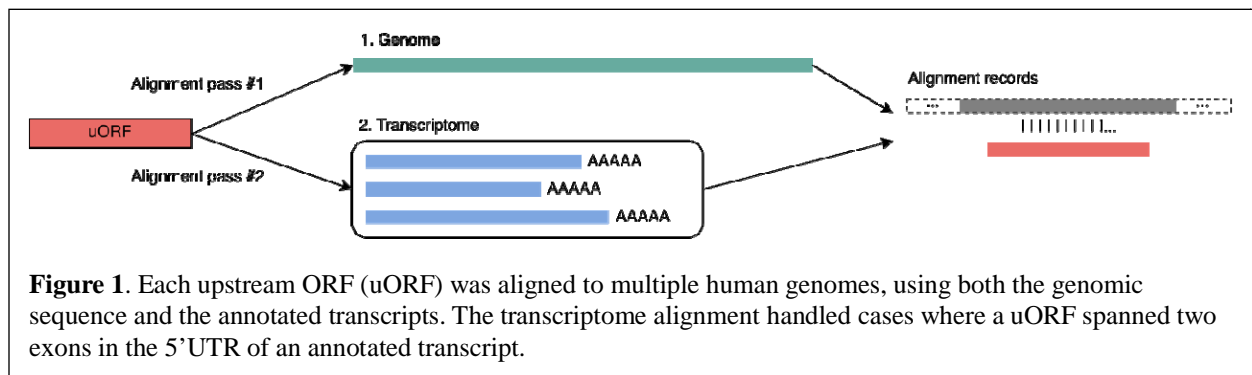 1. Genome
Alignment pass #1
Alignment records
... ...
uORF
2. Transcriptome
...
AAAAA
Alignment pass #2
AAAAA
AAAAA
Figure 1. Each upstream ORF (uORF) was aligned to multiple human genomes, using both the genomic
sequence and the annotated transcripts. The transcriptome alignment handled cases where a uORF spanned two
exons in the 5’UTR of an annotated transcript.